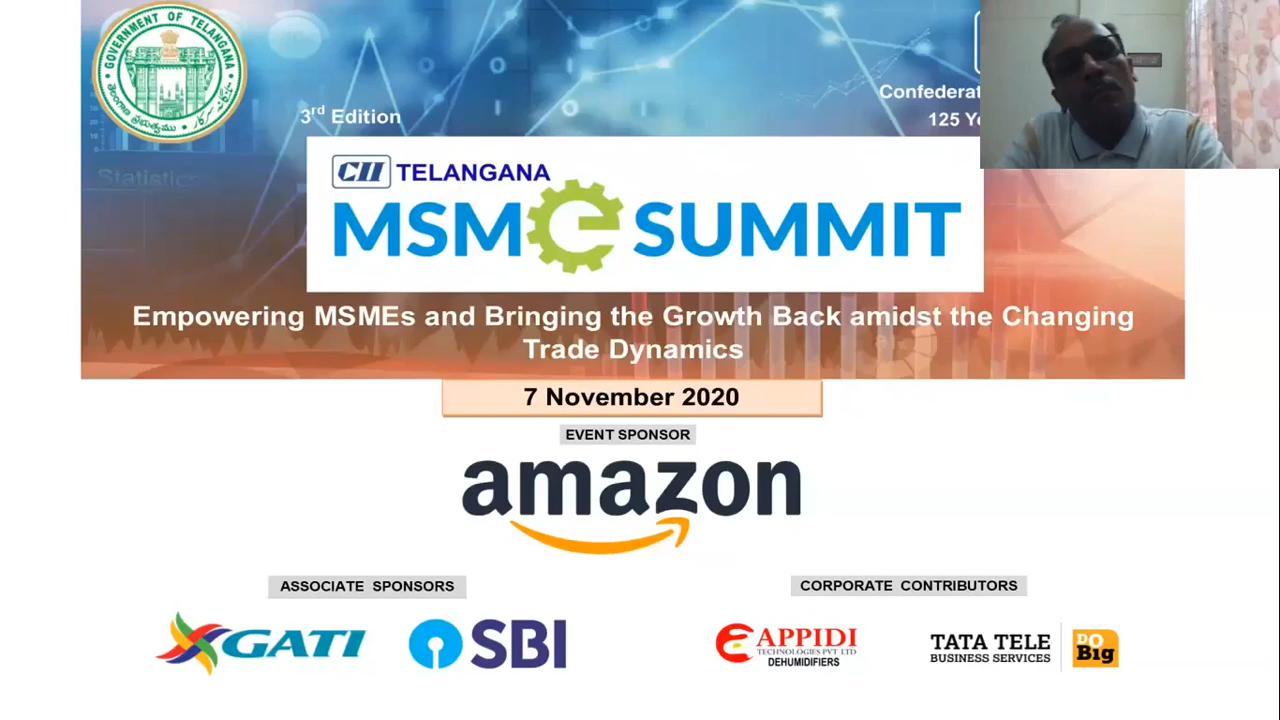 GOVERNMENT OF TELANGANA
3rd Edition
Confederat
125 Ye
Statistics
CII TELANGANA
MSMe SUMMIT
Empowering MSMEs and Bringing the Growth Back amidst the Changing
Trade Dynamics
7 November 2020
EVENT SPONSOR
amazon
ASSOCIATE SPONSORS
CORPORATE CONTRIBUTORS
GATI
SBI
APPIDI
TECHNOLOGIES PVT LTD
DEHUMIDIFIERS
TATA TELE
BUSINESS SERVICES
DO
BIG